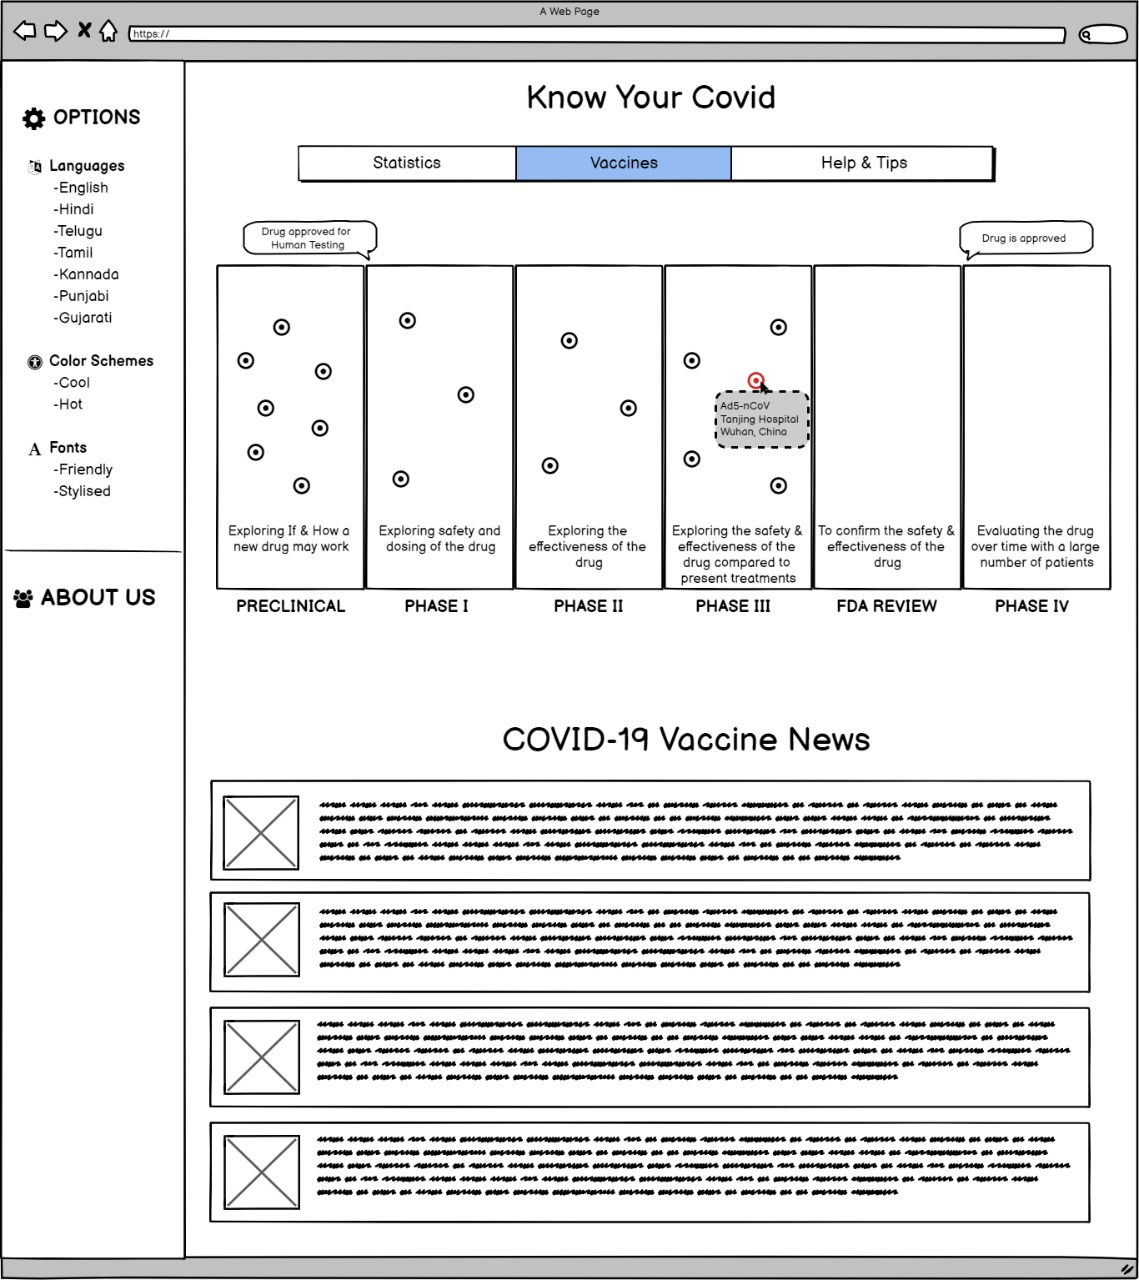 A Web Page
https://
OPTIONS
Languages
-English
-Hindi
-Telugu
-Tamil
-Kannada
-Punjabi
-Gujarati
Color Schemes
-Cool
-Hot
A Fonts
-Friendly
-Stylised
ABOUT US
Know Your Covid
Statistics
Vaccines
Help & Tips
Drug approved for
Human Testing
Drug is approved
Ad5-nCoV
Tanjing Hospital
Wuhan, China
Exploring If & How a
new drug may work
PRECLINICAL
Exploring safety and
dosing of the drug
PHASE I
Exploring the
effectiveness of the
drug
PHASE II
Exploring the safety &
effectiveness of the
drug compared to
present treatments
PHASE III
To confirm the safety &
effectiveness of the
drug
FDA REVIEW
Evaluating the drug
over time with a large
number of patients
PHASE IV
COVID-19 Vaccine News